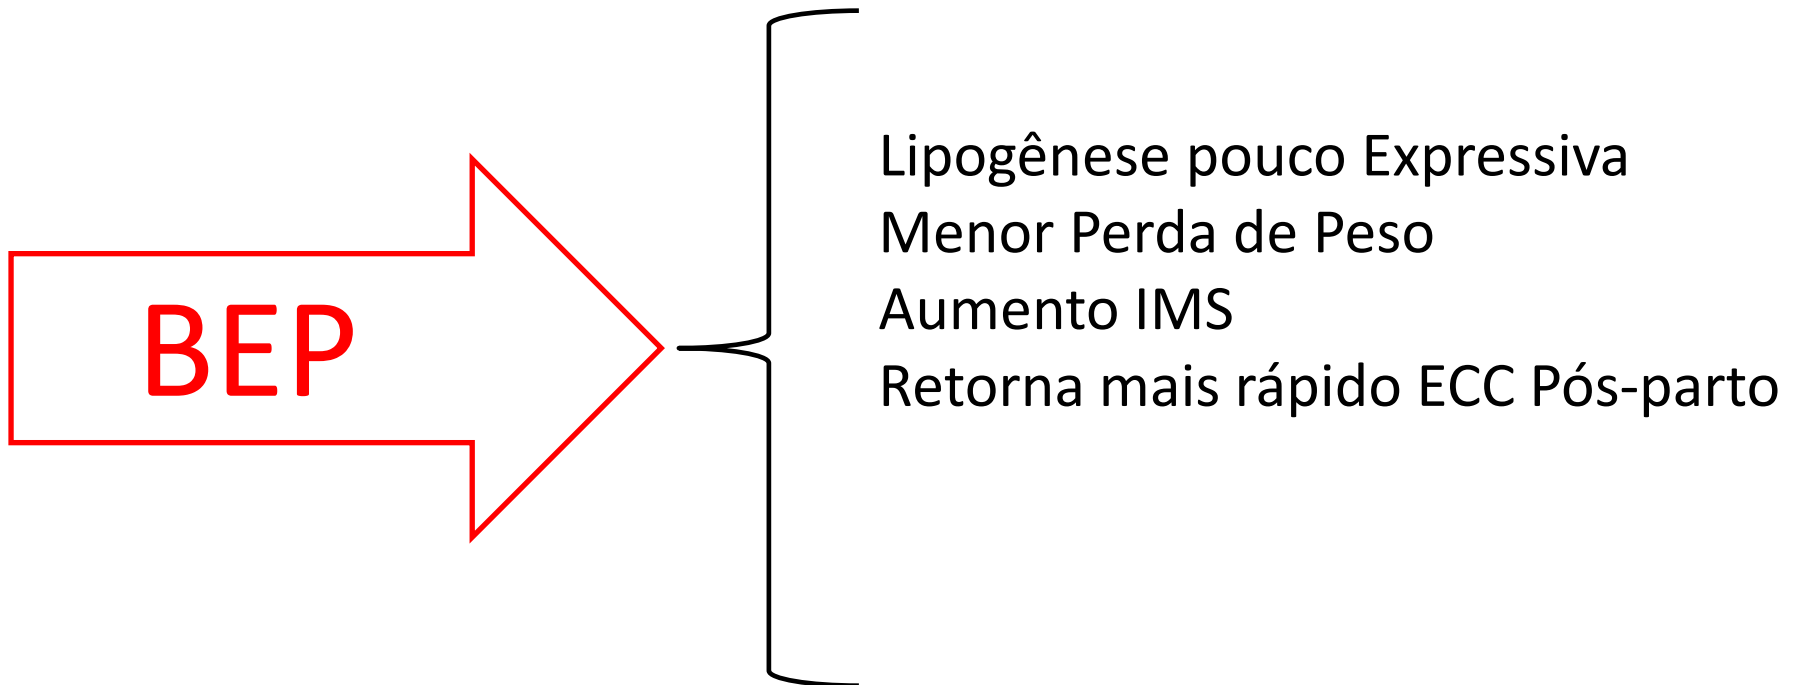 BEP
Lipogênese pouco Expressiva
Menor Perda de Peso
Aumento IMS
Retorna mais rápido ECC Pós-parto